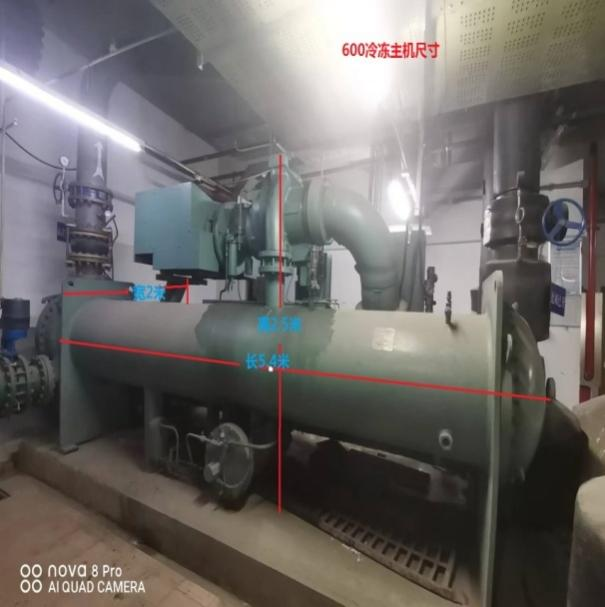 600冷冻主机尺寸
宽2米
高2.5米
长5.4米
nova 8 Pro
AI QUAD CAMERA